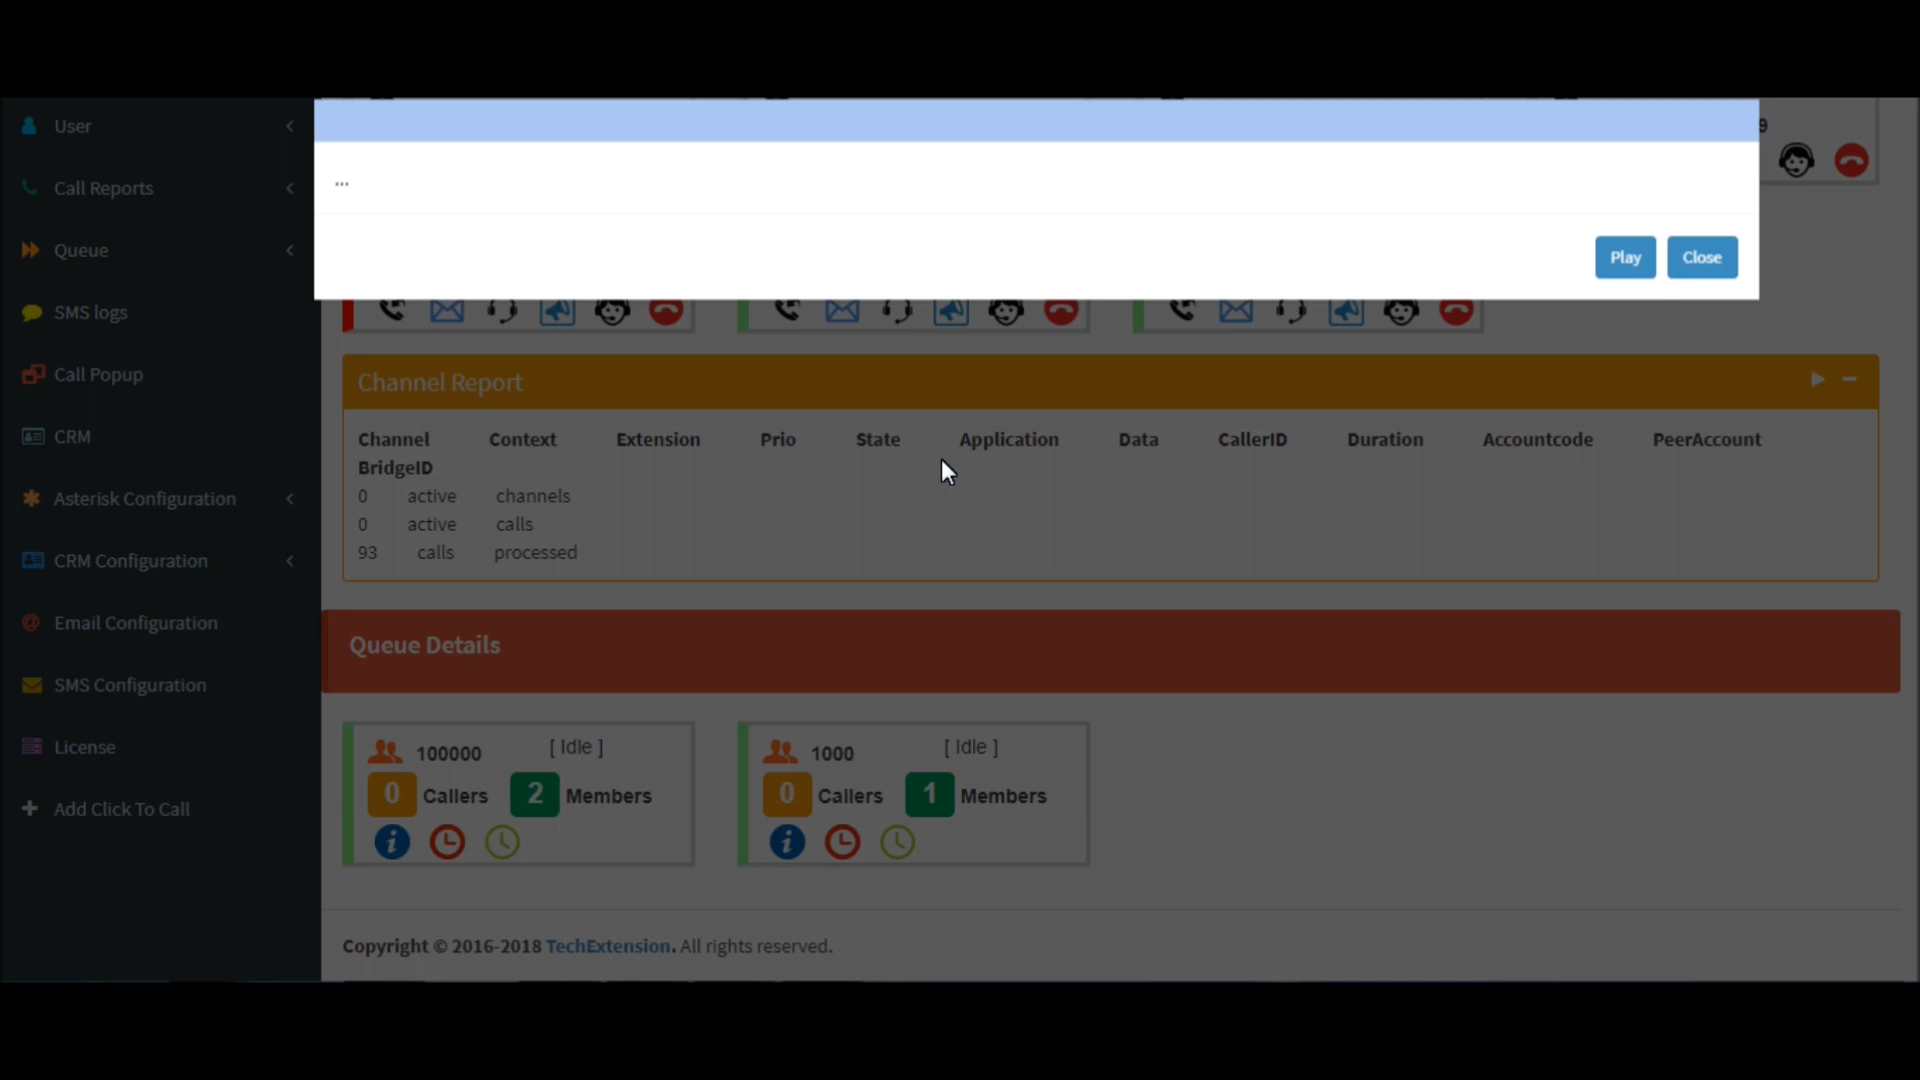 User
9
Call Reports
...
Queue
Play Close
SMS logs
Call Popup
Channel Report
CRM
Channel Context Extension Prio State Application Data CallerID Duration Accountcode PeerAccount
BridgeID
Asterisk Configuration
0 active channels
0 active calls
93 calls processed
CRM Configuration
Email Configuration
Queue Details
SMS Configuration
License
100000 [ Idle ]
0 Callers 2 Members
1000 [ Idle ]
0 Callers 1 Members
Add Click To Call
Copyright © 2016-2018 TechExtension. All rights reserved.